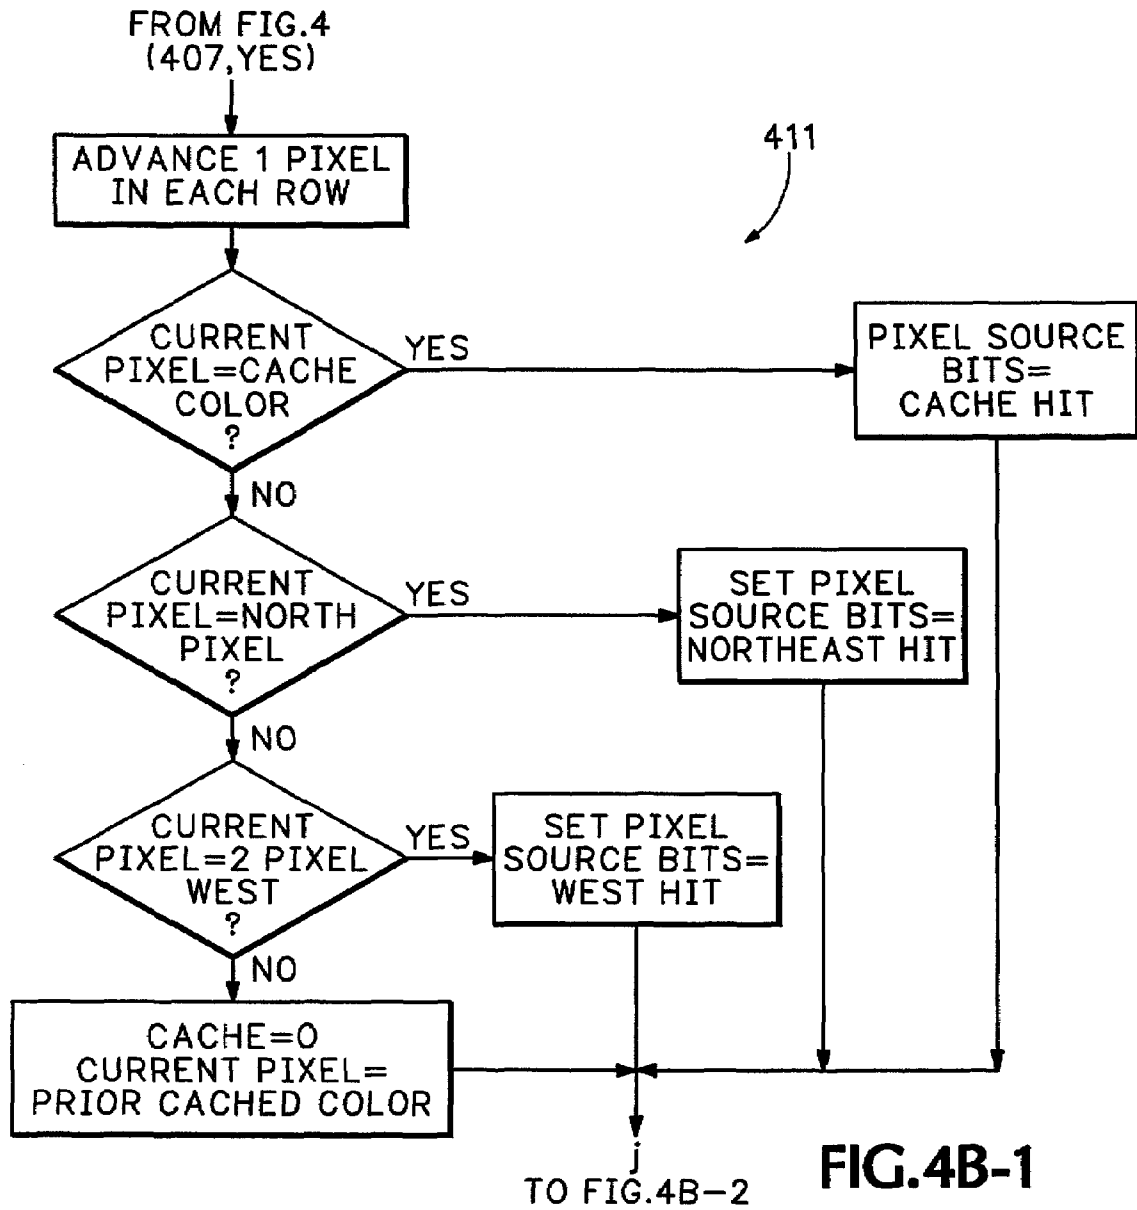 FROM FIG.4
(407,YES)
ADVANCE 1 PIXEL
IN EACH ROW
411
CURRENT
PIXEL=CACHE
COLOR
?
YES
PIXEL SOURCE
BITS=
CACHE HIT
NO
CURRENT
PIXEL=NORTH
PIXEL
?
YES
SET PIXEL
SOURCE BITS=
NORTHEAST HIT
NO
CURRENT
PIXEL=2 PIXEL
WEST
?
YES
SET PIXEL
SOURCE BITS=
WEST HIT
NO
CACHE=0
CURRENT PIXEL=
PRIOR CACHED COLOR
j
TO FIG.4B-2
FIG.4B-1